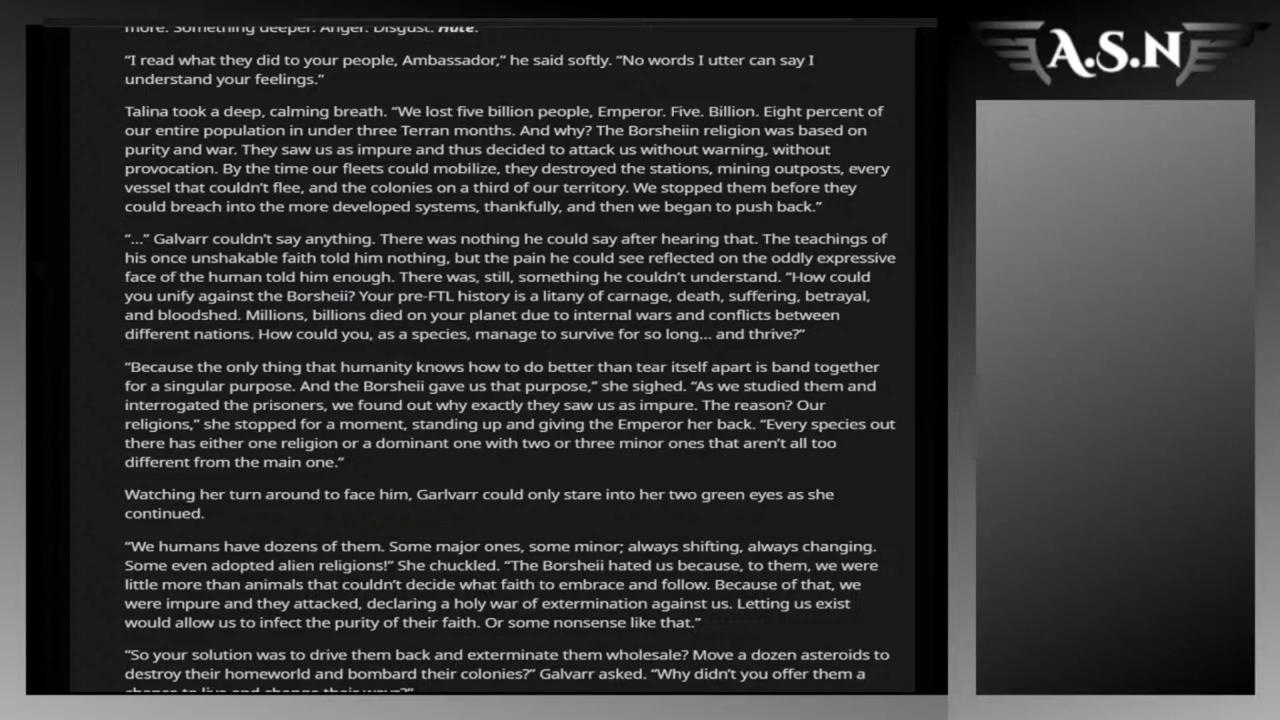 more. Something deeper. Anger. Disgust. Hate.
“I read what they did to your people, Ambassador,” he said softly. “No words I utter can say I
understand your feelings.”
Talina took a deep, calming breath. “We lost five billion people, Emperor. Five. Billion. Eight percent of
our entire population in under three Terran months. And why? The Borsheiin religion was based on
purity and war. They saw us as impure and thus decided to attack us without warning, without
provocation. By the time our fleets could mobilize, they destroyed the stations, mining outposts, every
vessel that couldn’t flee, and the colonies on a third of our territory. We stopped them before they
could breach into the more developed systems, thankfully, and then we began to push back.”
“...” Galvarr couldn’t say anything. There was nothing he could say after hearing that. The teachings of
his once unshakable faith told him nothing, but the pain he could see reflected on the oddly expressive
face of the human told him enough. There was, still, something he couldn’t understand. “How could
you unify against the Borsheii? Your pre-FTL history is a litany of carnage, death, suffering, betrayal,
and bloodshed. Millions, billions died on your planet due to internal wars and conflicts between
different nations. How could you, as a species, manage to survive for so long... and thrive?”
“Because the only thing that humanity knows how to do better than tear itself apart is band together
for a singular purpose. And the Borsheii gave us that purpose,” she sighed. “As we studied them and
interrogated the prisoners, we found out why exactly they saw us as impure. The reason? Our
religions,” she stopped for a moment, standing up and giving the Emperor her back. “Every species out
there has either one religion or a dominant one with two or three minor ones that aren’t all too
different from the main one.”
Watching her turn around to face him, Garlvarr could only stare into her two green eyes as she
continued.
“We humans have dozens of them. Some major ones, some minor; always shifting, always changing.
Some even adopted alien religions!” She chuckled. “The Borsheii hated us because, to them, we were
little more than animals that couldn’t decide what faith to embrace and follow. Because of that, we
were impure and they attacked, declaring a holy war of extermination against us. Letting us exist
would allow us to infect the purity of their faith. Or some nonsense like that.”
“So your solution was to drive them back and exterminate them wholesale? Move a dozen asteroids to
destroy their homeworld and bombard their colonies?” Galvarr asked. “Why didn’t you offer them a
chance to live and change their ways?”
A.S.N